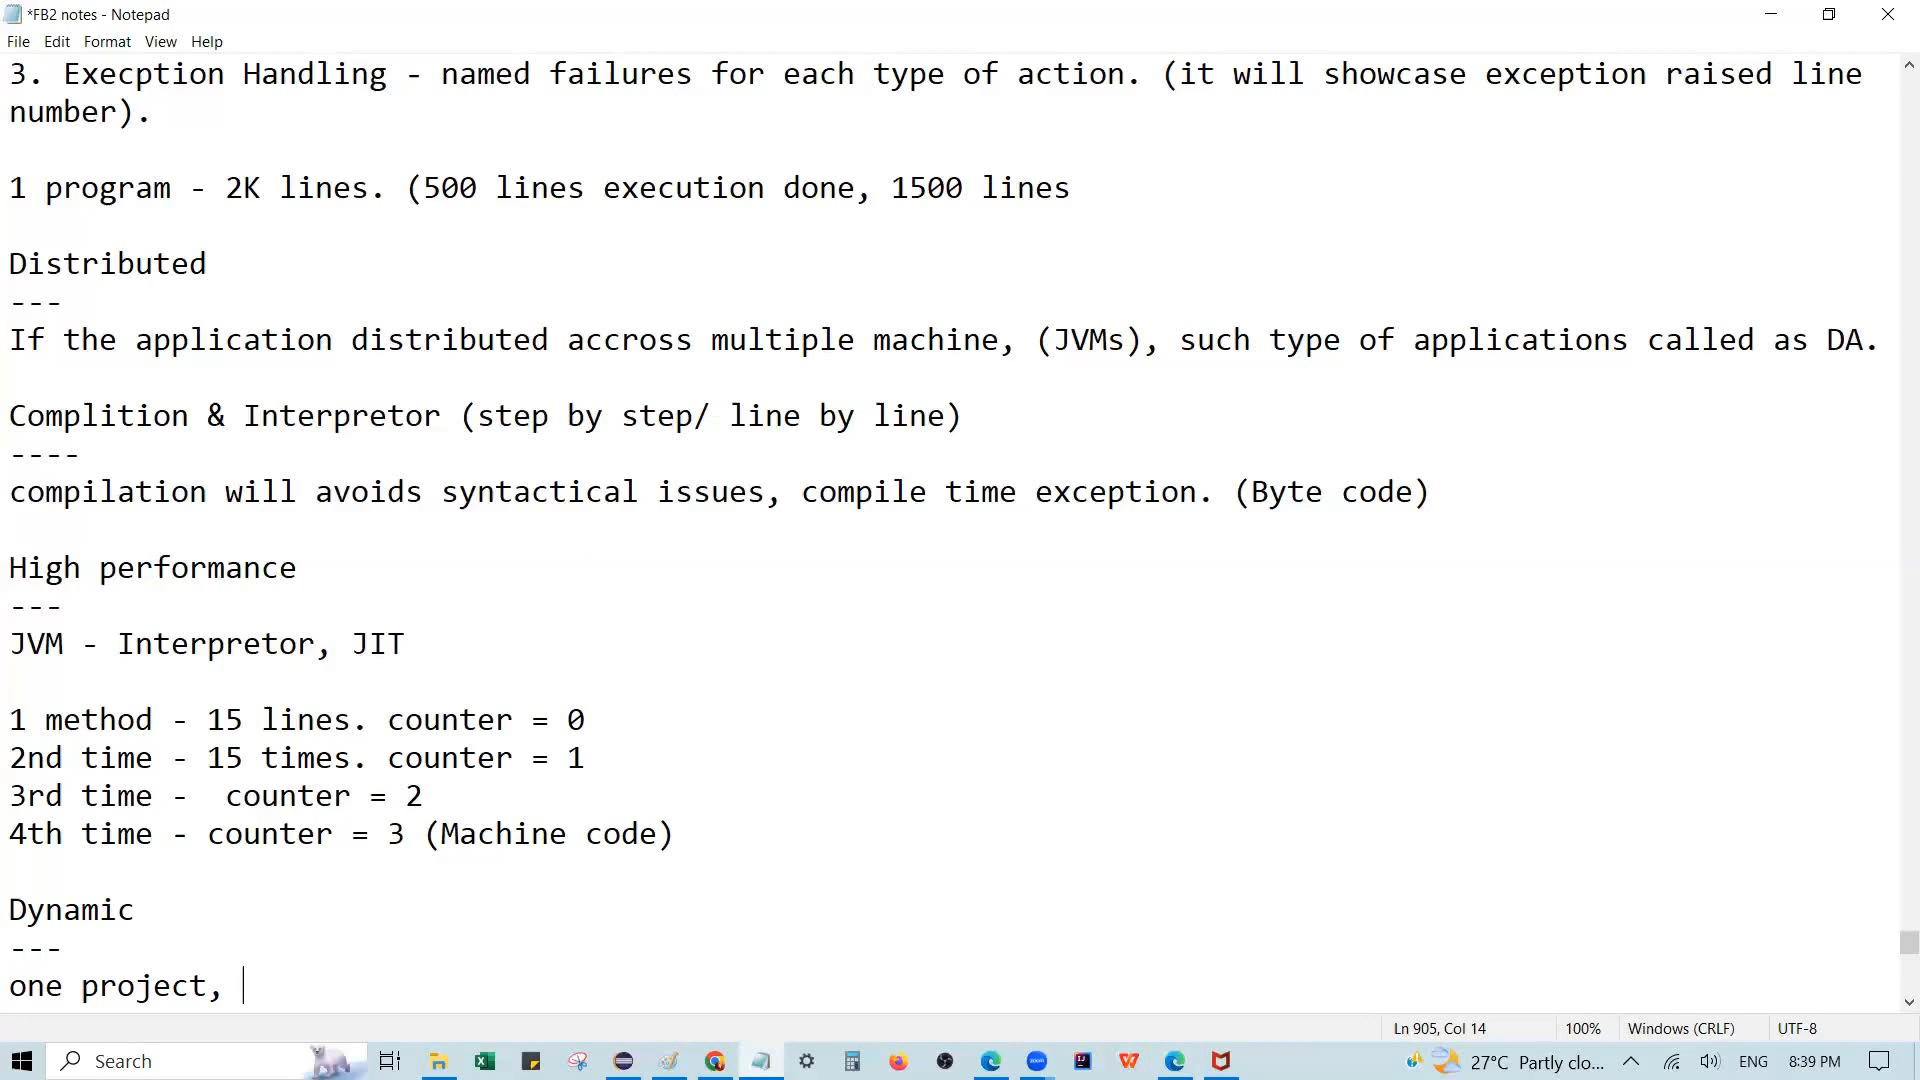 *FB2 notes - Notepad
File Edit Format View Help
3. Execption Handling - named failures for each type of action. (it will showcase exception raised line
number).
1 program - 2K lines. (500 lines execution done, 1500 lines
Distributed
---
If the application distributed accross multiple machine, (JVMs), such type of applications called as DA.
Complition & Interpretor (step by step/ line by line)
----
compilation will avoids syntactical issues, compile time exception. (Byte code)
High performance
---
JVM - Interpretor, JIT
1 method - 15 lines. counter = 0
2nd time - 15 times. counter = 1
3rd time -  counter = 2
4th time - counter = 3 (Machine code)
Dynamic
---
one project,
Ln 905, Col 14 100% Windows (CRLF) UTF-8
Search 27°C Partly clo... ENG 8:39 PM